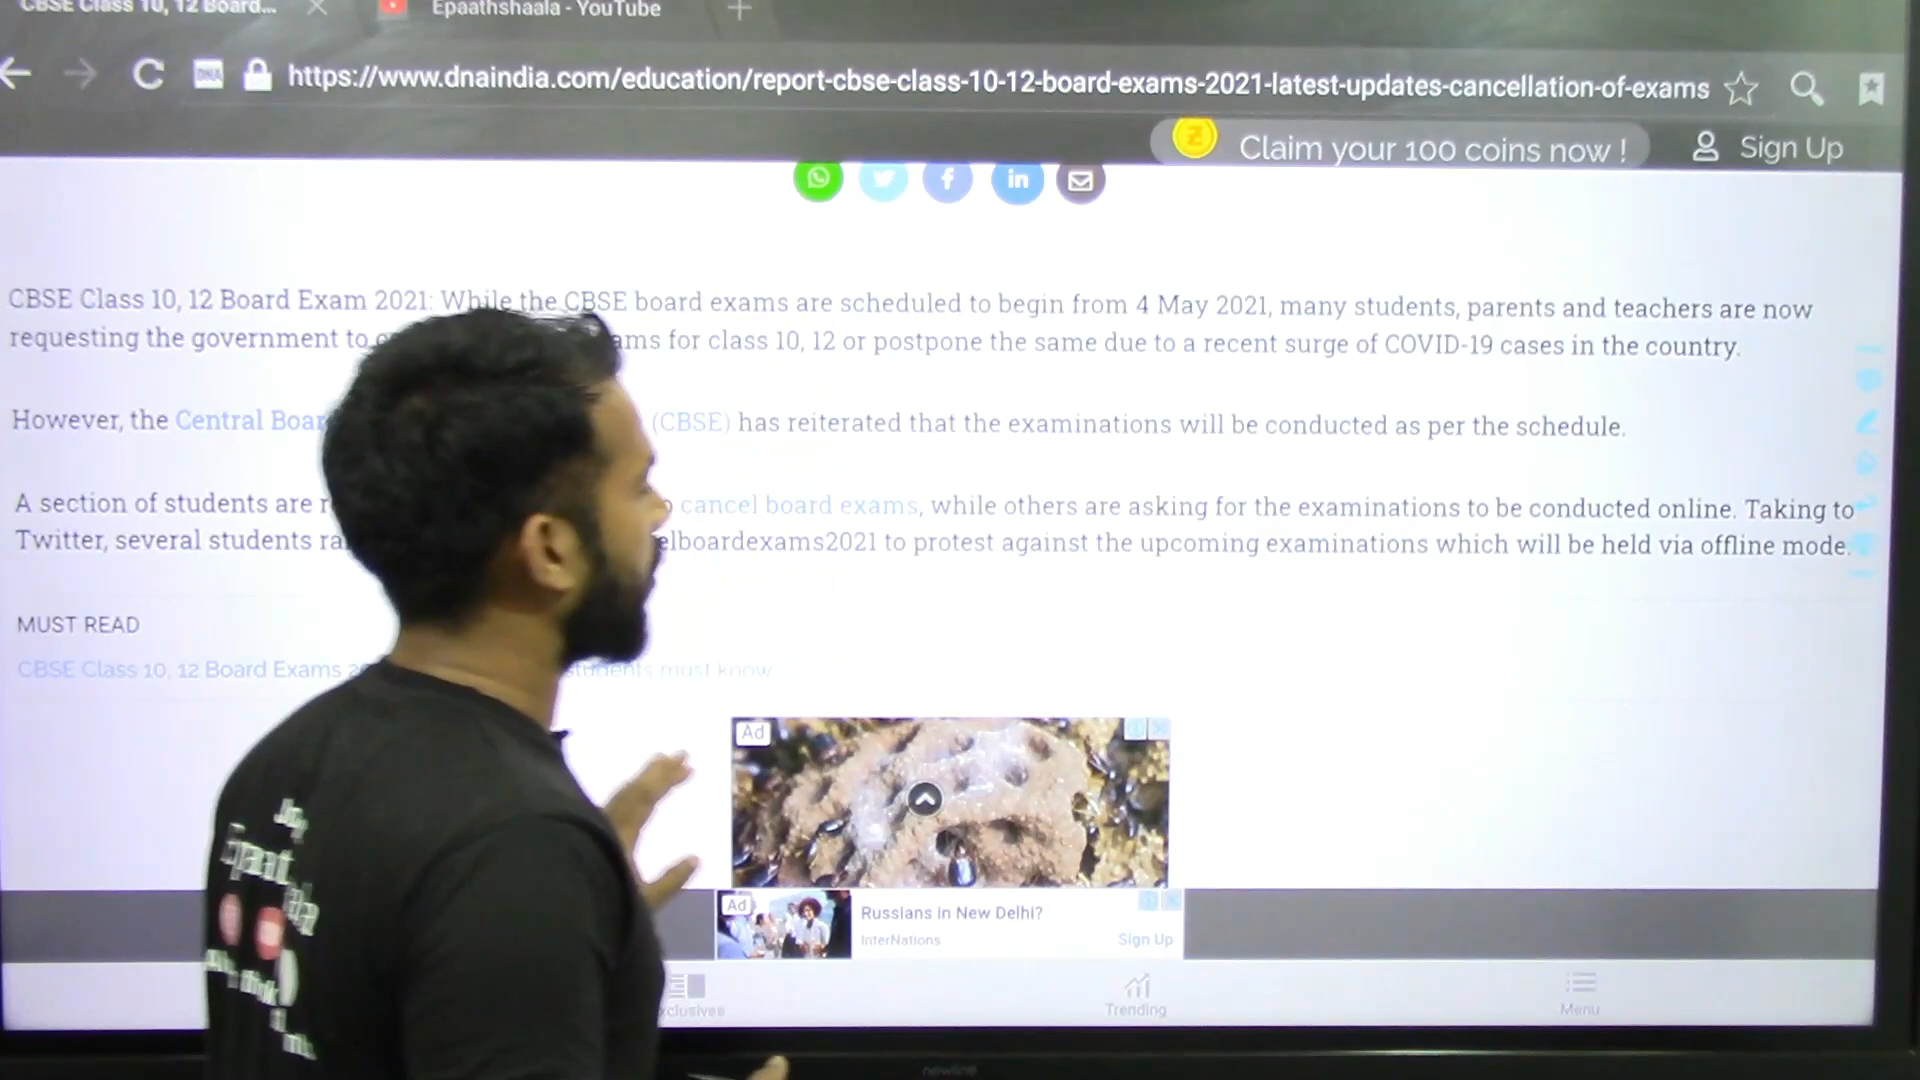 CBSE Class 10, 12 Board...
Epaathshaala - YouTube
DNA
https://www.dnaindia.com/education/report-cbse-class-10-12-board-exams-2021-latest-updates-cancellation-of-exams
Claim your 100 coins now !
Sign Up
CBSE Class 10, 12 Board Exam 2021: While the CBSE board exams are scheduled to begin from 4 May 2021, many students, parents and teachers are now
requesting the government to ams for class 10, 12 or postpone the same due to a recent surge of COVID-19 cases in the country.
However, the Central Boar (CBSE) has reiterated that the examinations will be conducted as per the schedule.
A section of students are r cancel board exams, while others are asking for the examinations to be conducted online. Taking to
Twitter, several students ra elboardexams2021 to protest against the upcoming examinations which will be held via offline mode.
MUST READ
CBSE Class 10, 12 Board Exams 2 students must know
Ad
Ad
Russians in New Delhi?
InterNations
Sign Up
xclusives
Trending
Menu
newline